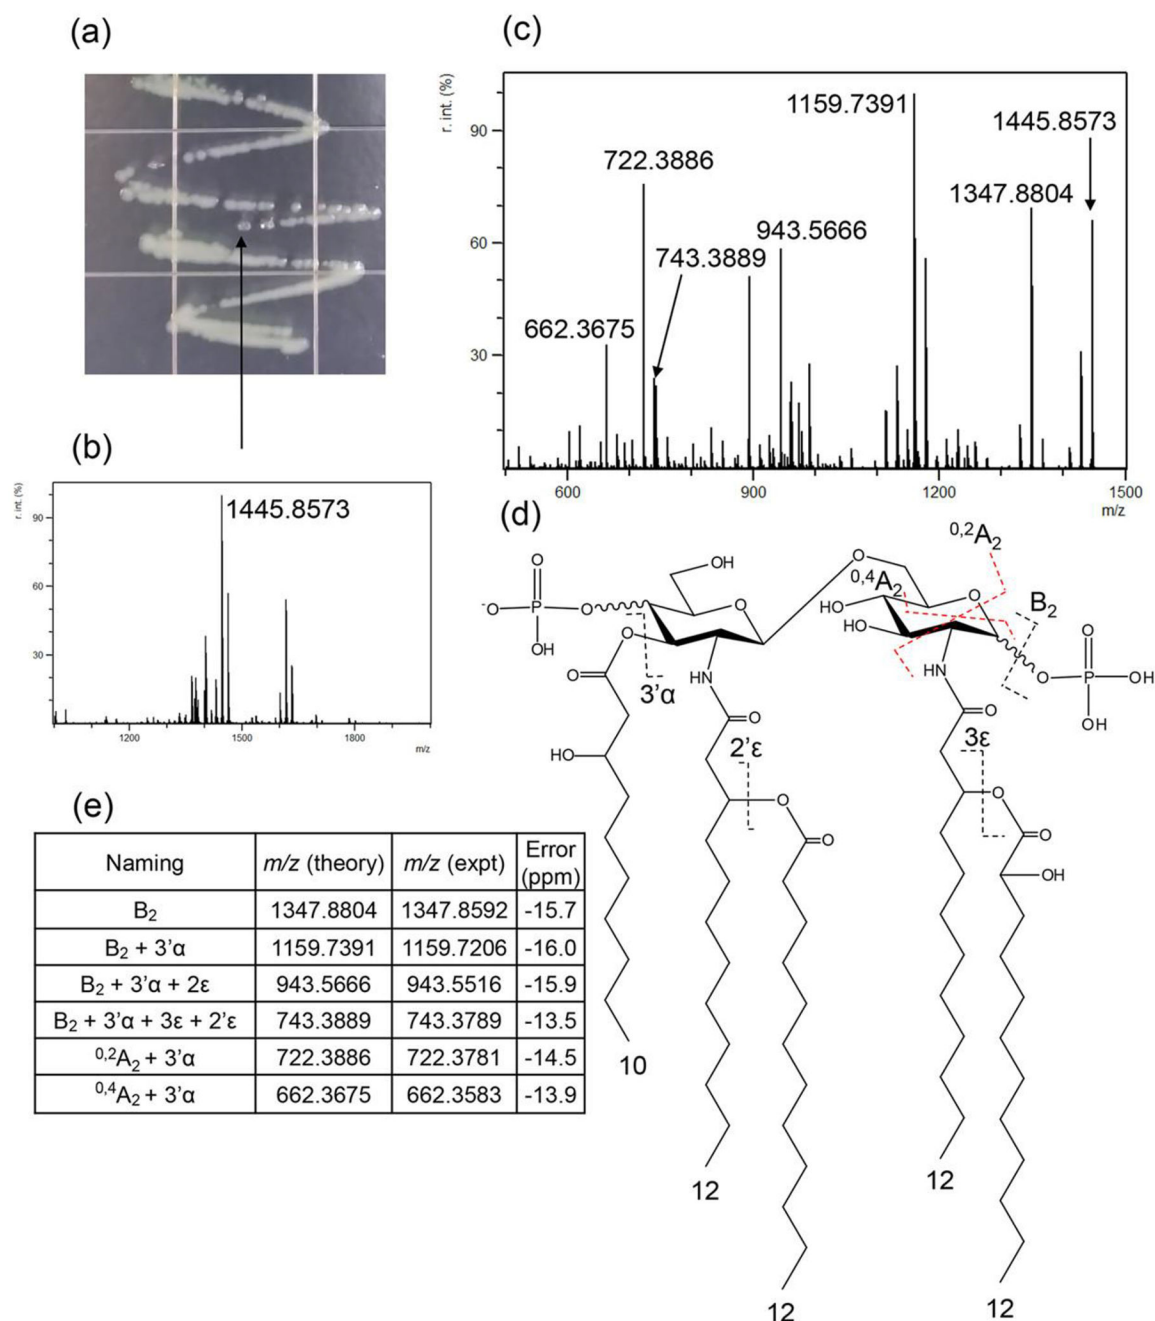 (a)
(b)
r. int. (%)
90
60
30
1445.8573
1200
1500
1800
m/z
(c)
r. int. (%)
90
60
30
662.3675
722.3886
743.3889
943.5666
1159.7391
1347.8804
1445.8573
600
900
1200
1500
m/z
(d)
0,2A2
0,4A2
B2
O
-O
P
O
OH
OH
O
O
O
HO
HO
O
O
P
OH
O
OH
O
O
3'α
HN
O
HN
O
HO
2'ε
3ε
O
O
O
O
OH
10
12
12
12
12
(e)
Naming m/z (theory) m/z (expt) Error (ppm)
B2 1347.8804 1347.8592 -15.7
B2 + 3'α 1159.7391 1159.7206 -16.0
B2 + 3'α + 2ε 943.5666 943.5516 -15.9
B2 + 3'α + 3ε + 2'ε 743.3889 743.3789 -13.5
0,2A2 + 3'α 722.3886 722.3781 -14.5
0,4A2 + 3'α 662.3675 662.3583 -13.9